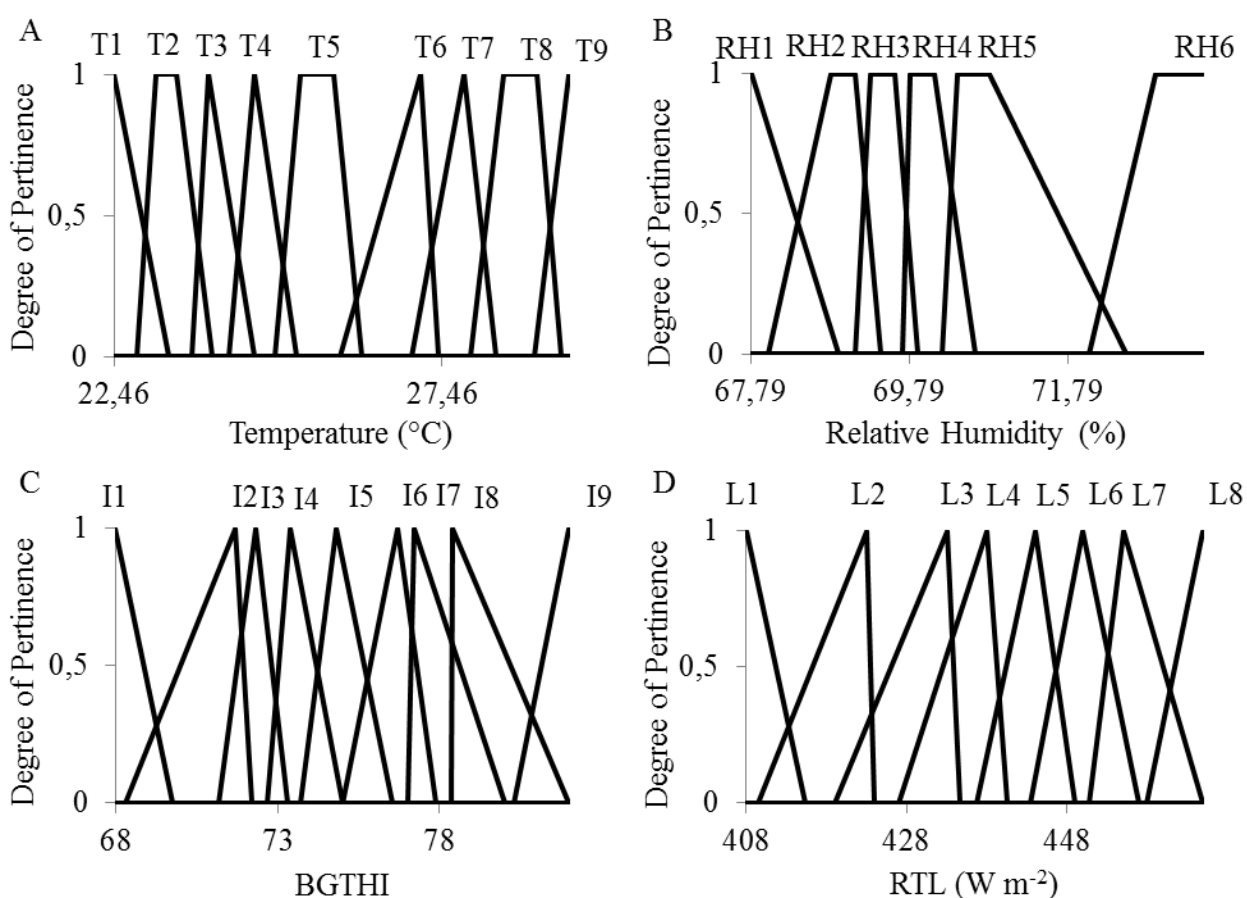 A
T1 T2 T3 T4 T5 T6 T7 T8 T9
Degree of Pertinence
1
0,5
0
22,46 27,46
Temperature (°C)
B
RH1 RH2 RH3 RH4 RH5 RH6
Degree of Pertinence
1
0,5
0
67,79 69,79 71,79
Relative Humidity (%)
C
I1 I2 I3 I4 I5 I6 I7 I8 I9
Degree of Pertinence
1
0,5
0
68 73 78
BGTHI
D
L1 L2 L3 L4 L5 L6 L7 L8
Degree of Pertinence
1
0,5
0
408 428 448
RTL (W m-2)